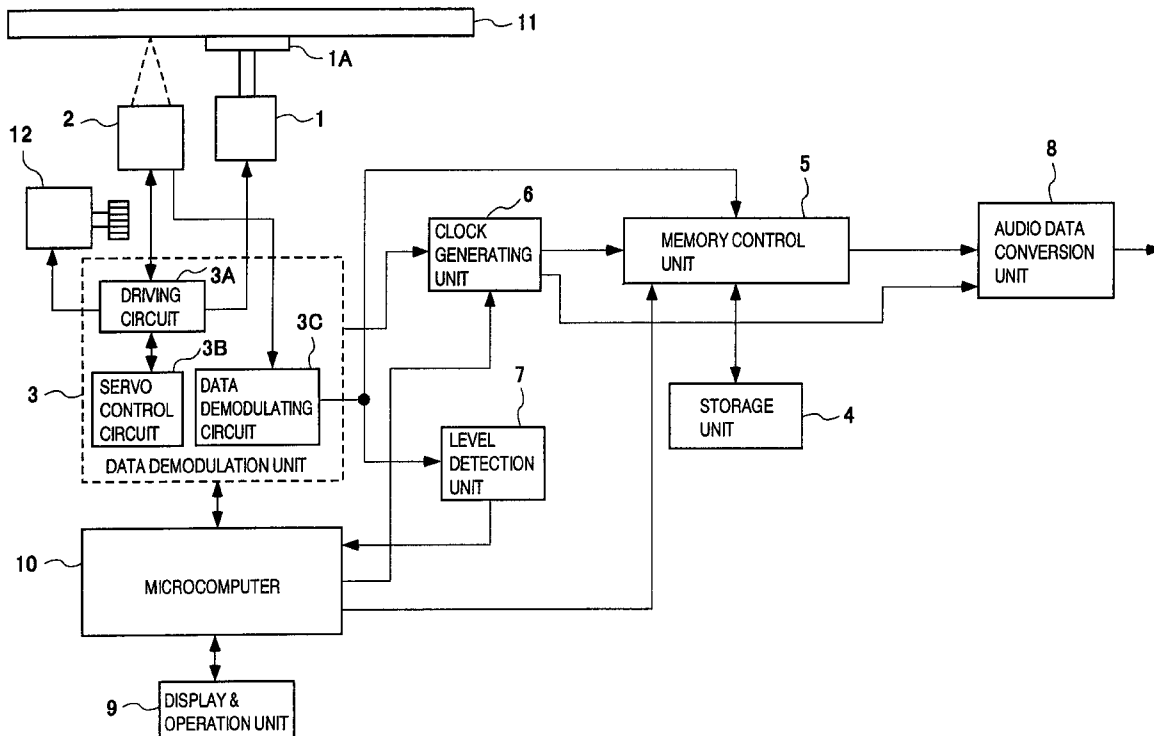 11
1A
2
1
12
8
5
6
CLOCK
GENERATING
UNIT
MEMORY CONTROL
UNIT
AUDIO DATA
CONVERSION
UNIT
3A
DRIVING
CIRCUIT
3C
3B
3
SERVO
CONTROL
CIRCUIT
DATA
DEMODULATING
CIRCUIT
DATA DEMODULATION UNIT
7
LEVEL
DETECTION
UNIT
STORAGE
UNIT
4
10
MICROCOMPUTER
9
DISPLAY &
OPERATION UNIT